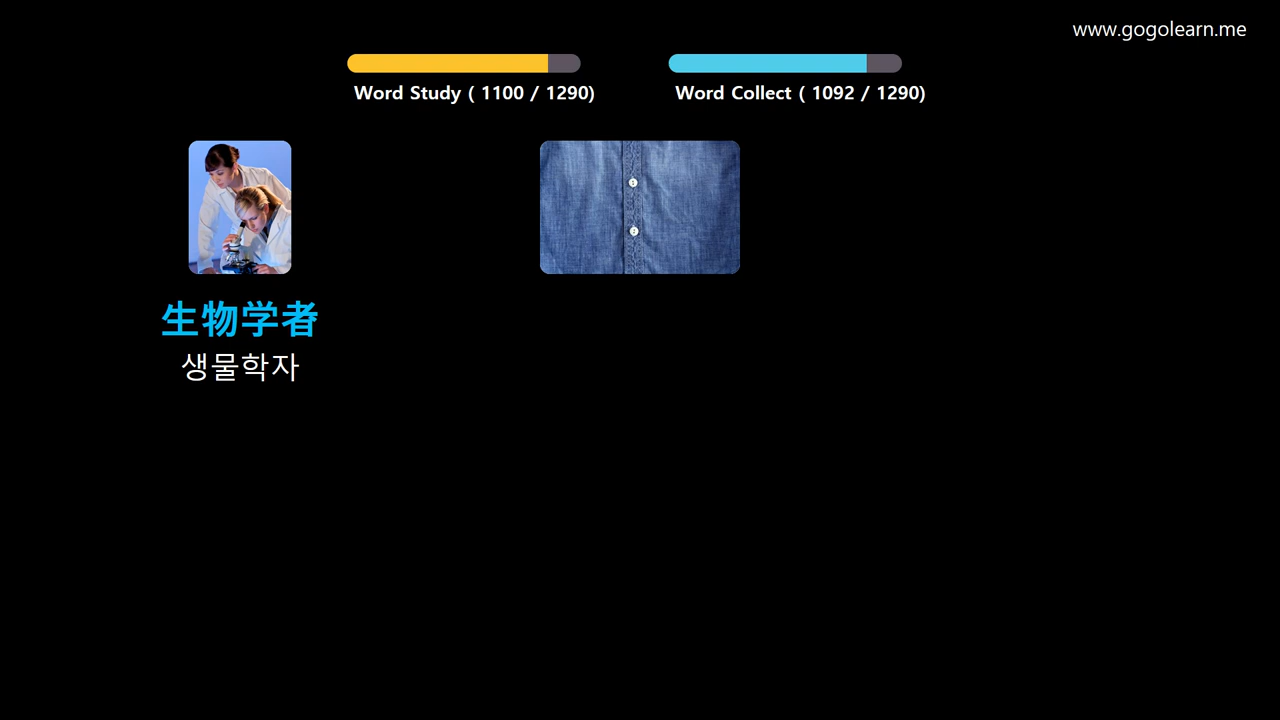 www.gogolearn.me
Word Study ( 1100 / 1290)
Word Collect ( 1092 / 1290)
生物学者
생물학자